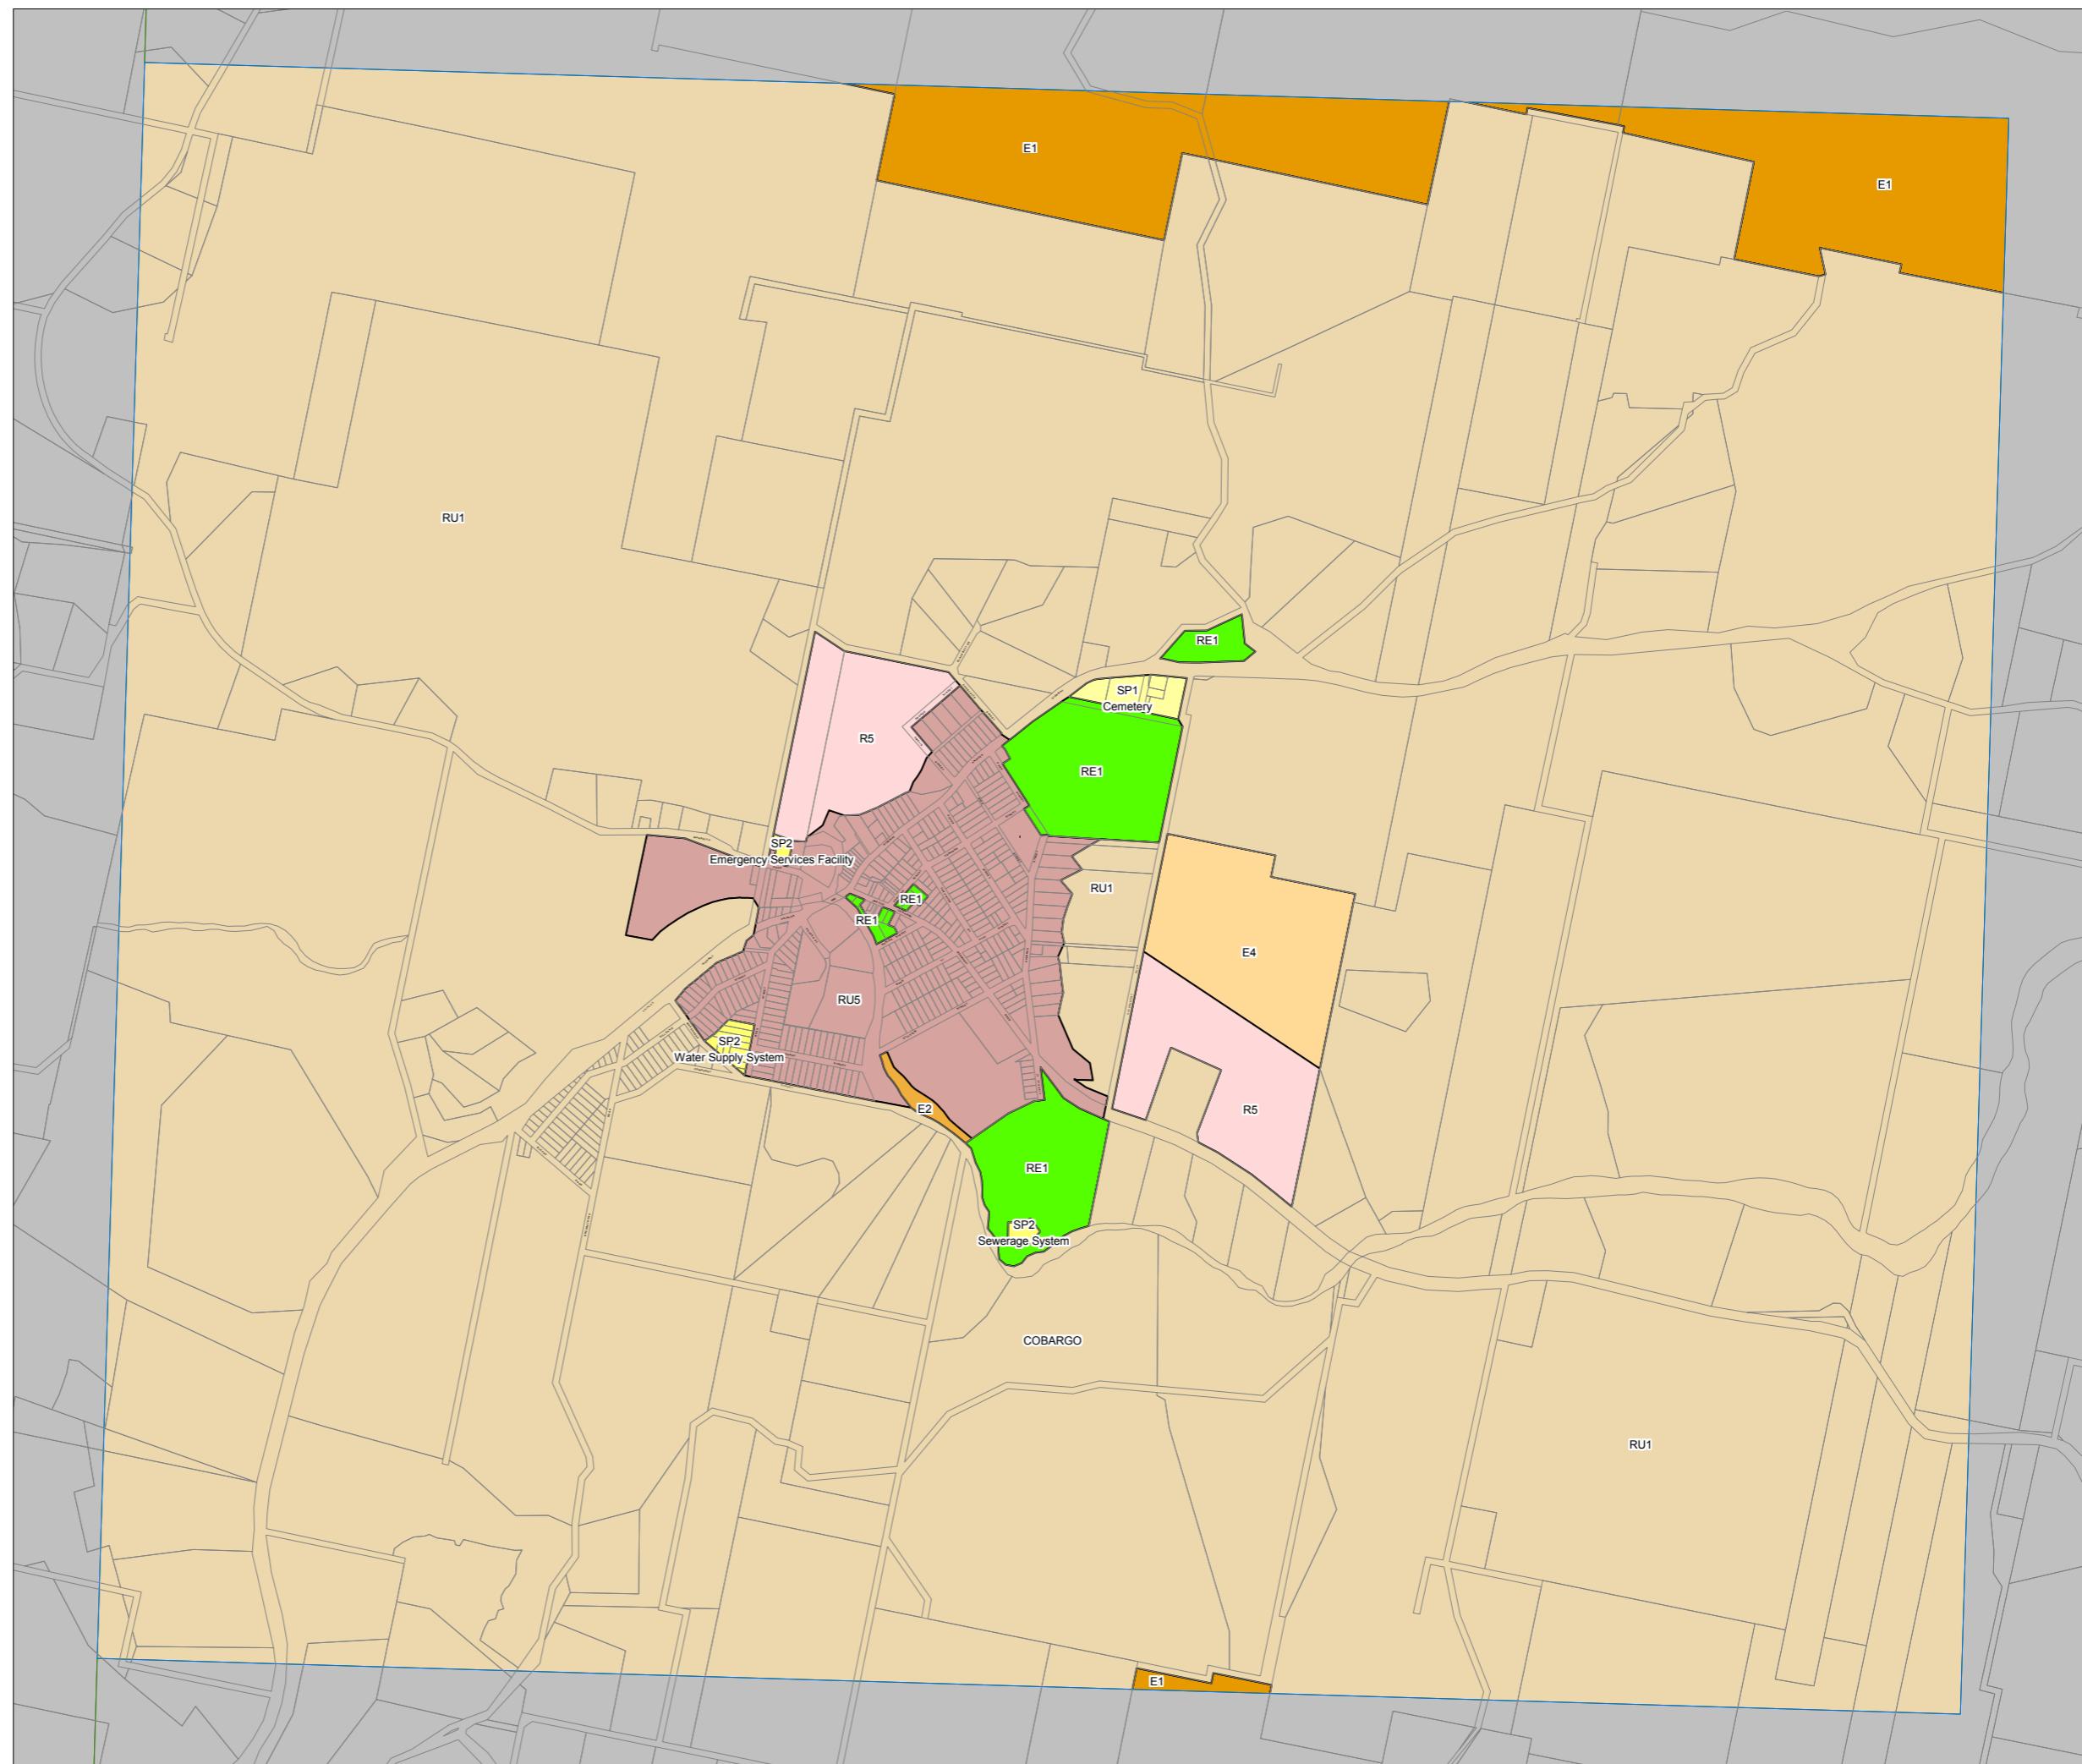 E1
E1
RU1
RE1
SP1
Cemetery
R5
RE1
SP2
Emergency Services Facility
RU1
RE1
RE1
E4
RU5
SP2
Water Supply System
E2
R5
RE1
SP2
Sewerage System
COBARGO
RU1
E1